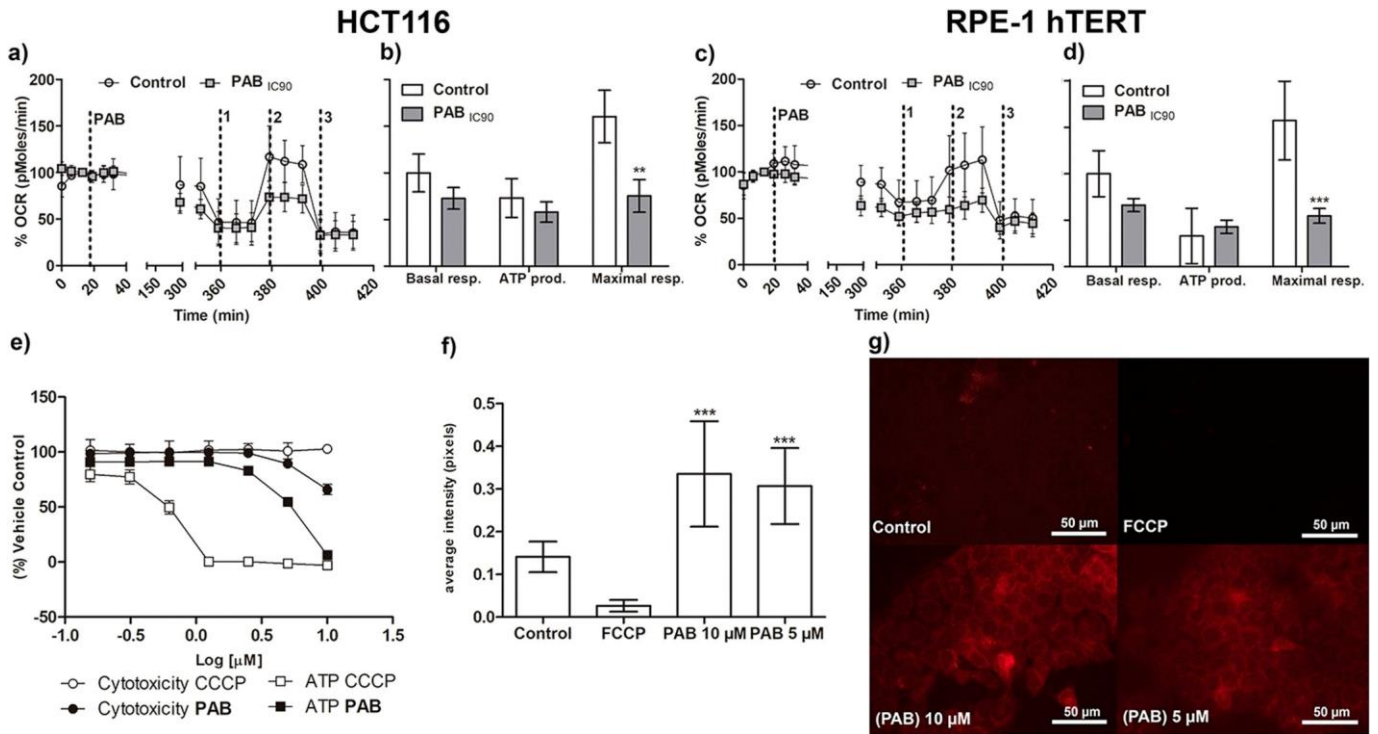 HCT116
RPE-1 hTERT
a)
b)
c)
d)
Control PAB IC90
% OCR (pMoles/min)
200
150
100
50
0
PAB
1
2
3
0
20
40
150
300
360
380
400
420
Time (min)
Control
PAB IC90
**
Basal resp.
ATP prod.
Maximal resp.
Control PAB IC90
% OCR (pMoles/min)
200
150
100
50
0
PAB
1
2
3
0
20
40
150
300
360
380
400
420
Time (min)
Control
PAB IC90
***
Basal resp.
ATP prod.
Maximal resp.
e)
(%) Vehicle Control
150
100
50
0
-50
-1.0
-0.5
0.0
0.5
1.0
1.5
Log [µM]
Cytotoxicity CCCP
ATP CCCP
Cytotoxicity PAB
ATP PAB
f)
average intensity (pixels)
0.5
0.4
0.3
0.2
0.1
0.0
***
***
Control
FCCP
PAB 10 µM
PAB 5 µM
g)
Control
50 µm
FCCP
50 µm
(PAB) 10 µM
50 µm
(PAB) 5 µM
50 µm